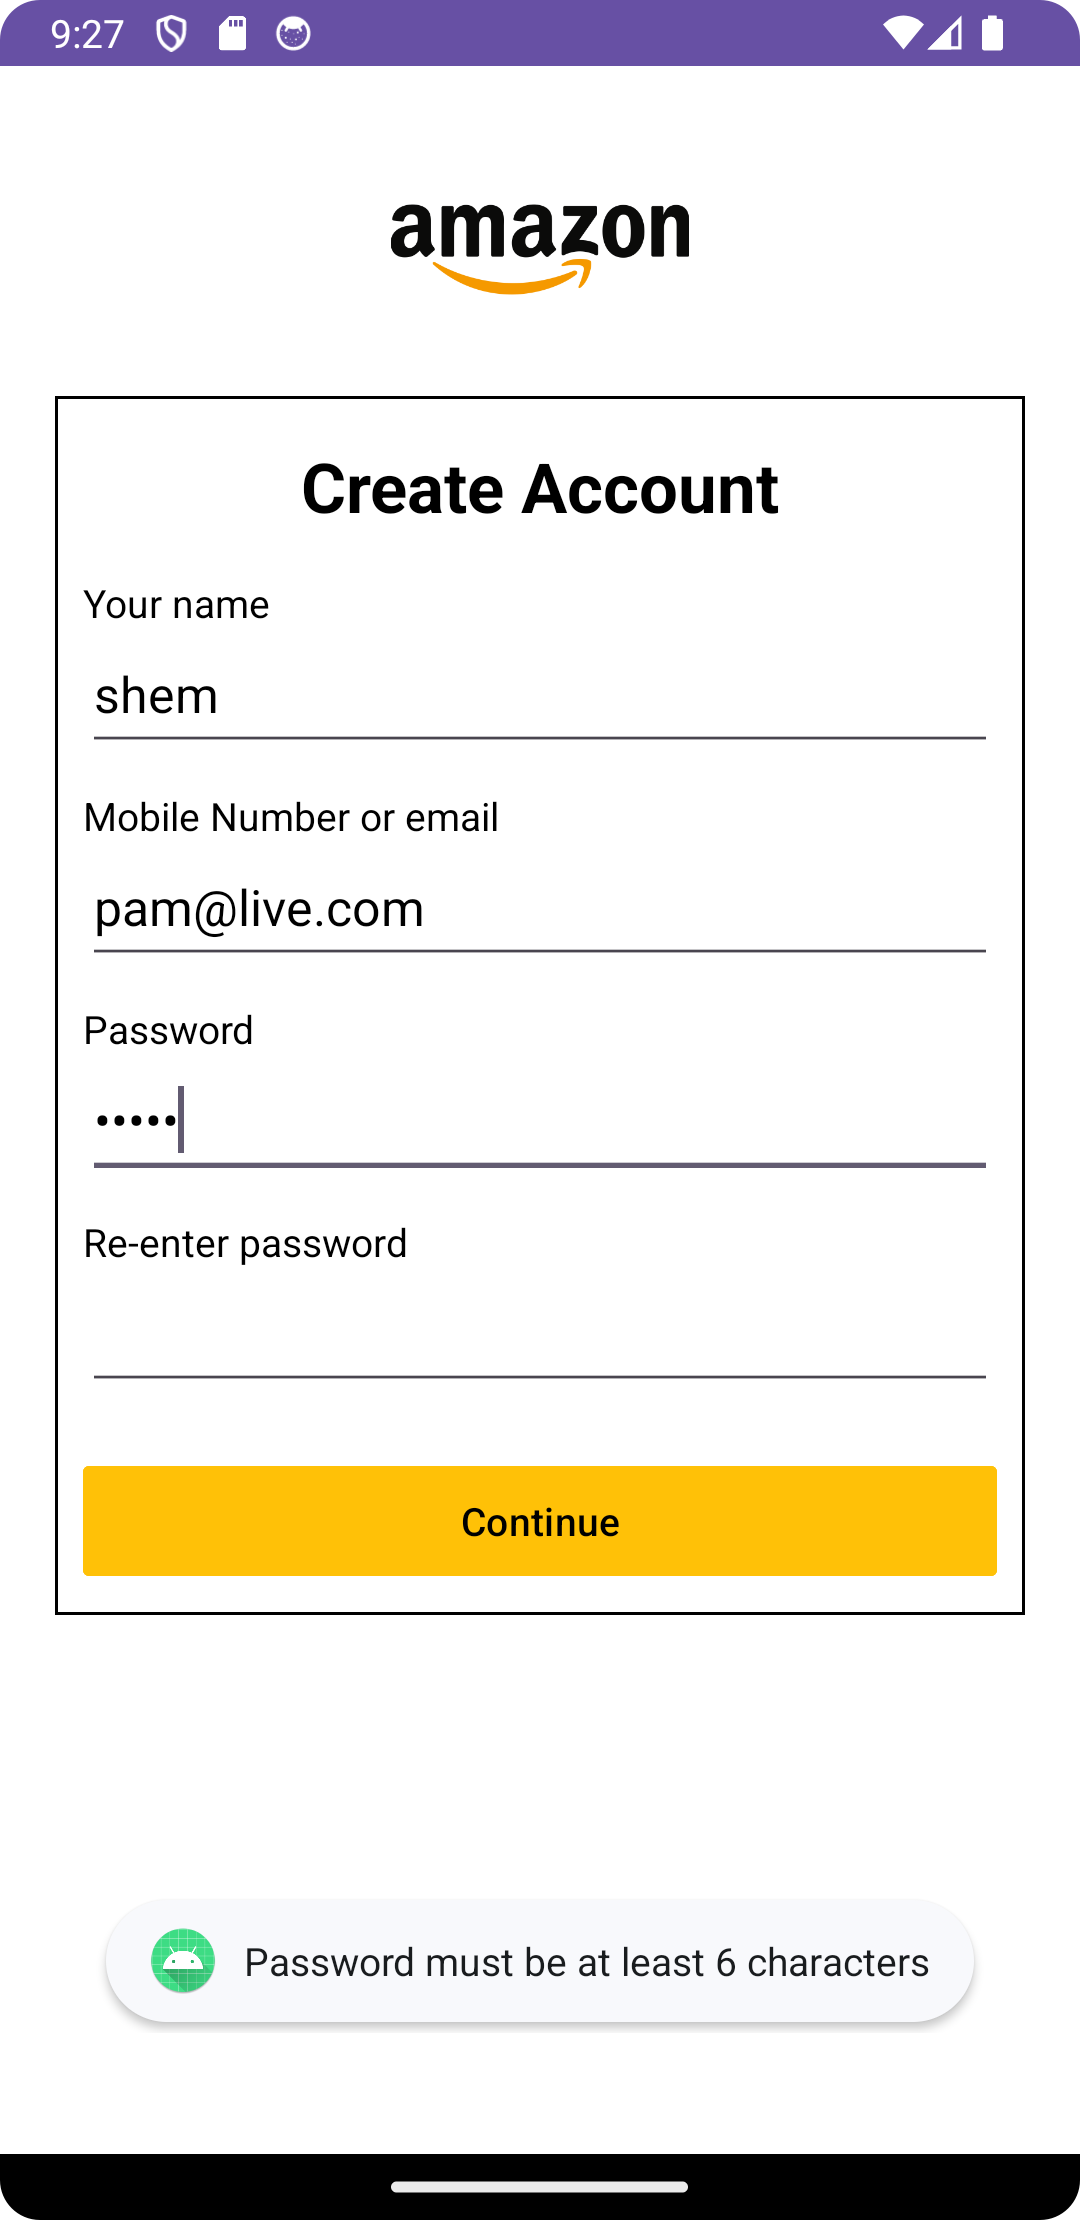 9:27
amazon
Create Account
Your name
shem
Mobile Number or email
pam@live.com
Password
•••••
Re-enter password
Continue
Password must be at least 6 characters